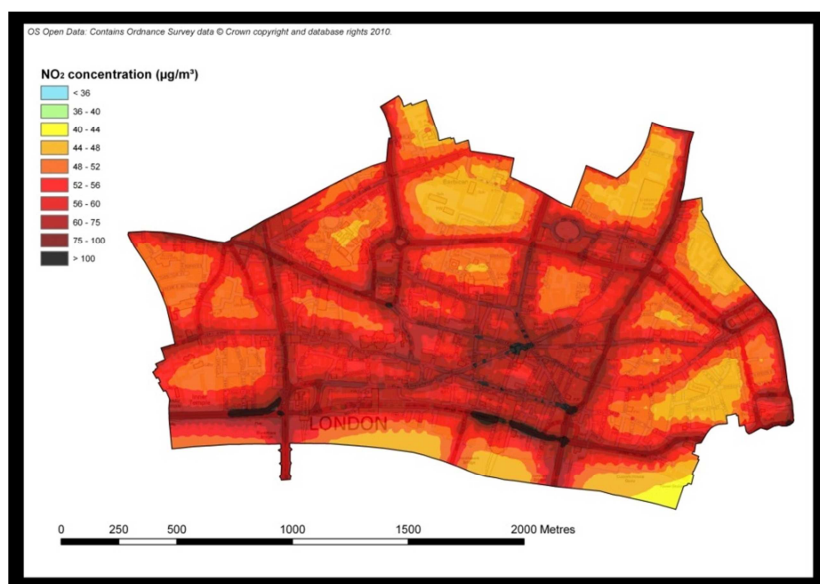 OS Open Data: Contains Ordnance Survey data © Crown copyright and database rights 2010.
NO₂ concentration (µg/m³)
< 36
36 - 40
40 - 44
44 - 48
48 - 52
52 - 56
56 - 60
60 - 75
75 - 100
> 100
LONDON
0 250 500 1000 1500 2000 Metres